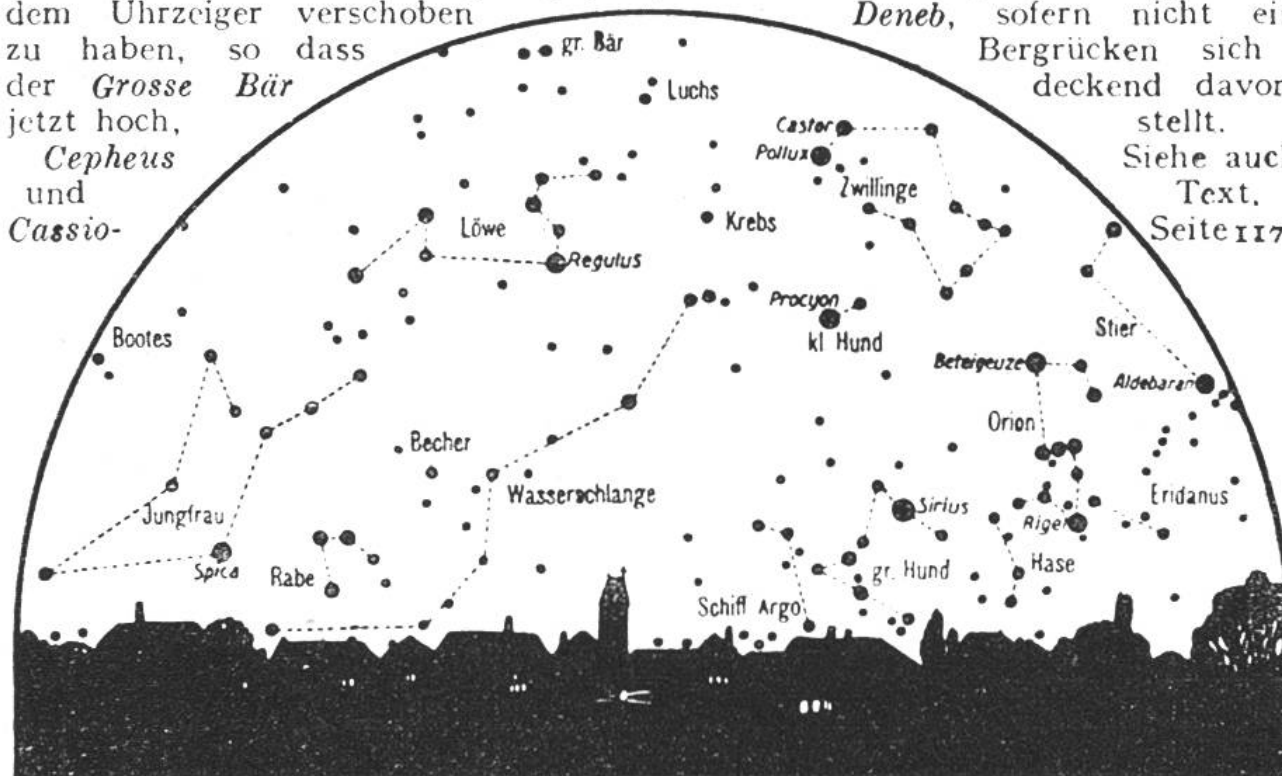 dem Uhrzeiger verschoben
zu haben, so dass
der Grosse Bär
jetzt hoch,
Cepheus
und
Cassio-
Deneb, sofern nicht
Bergrücken sich
deckend davor
stellt.
Siehe
Text,
Seite 117
gr. Bär
Luchs
Castor
Pollux
Zwillinge
Löwe
Krebs
Regulus
Procyon
kl Hund
Bootes
Stier
Beteigeuze
Aldebaran
Orion
Becher
Wasserschlange
Eridanus
Jungfrau
Sirius
Rigel
Spica
Rabe
gr. Hund
Hase
Schiff Argo